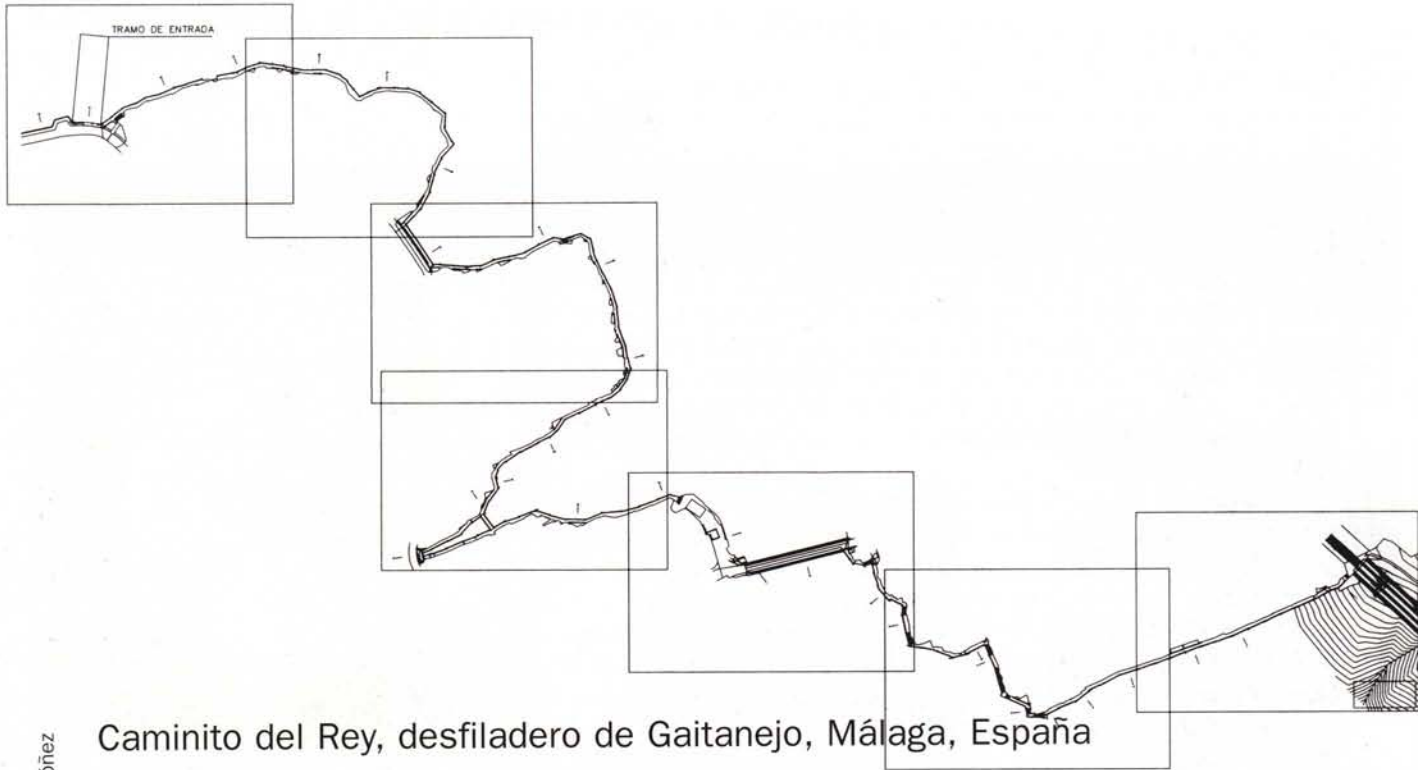 TRAMO DE ENTRADA
Caminito del Rey, desfiladero de Gaitanejo, Málaga, España